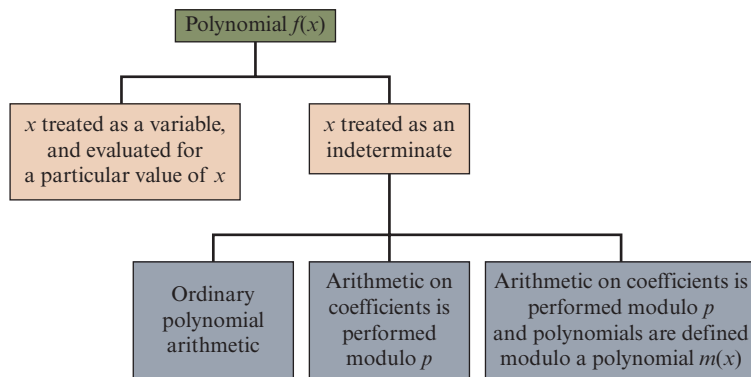 Polynomial f(x)
x treated as a variable,
and evaluated for
a particular value of x
x treated as an
indeterminate
Ordinary
polynomial
arithmetic
Arithmetic on
coefficients is
performed
modulo p
Arithmetic on coefficients is
performed modulo p
and polynomials are defined
modulo a polynomial m(x)